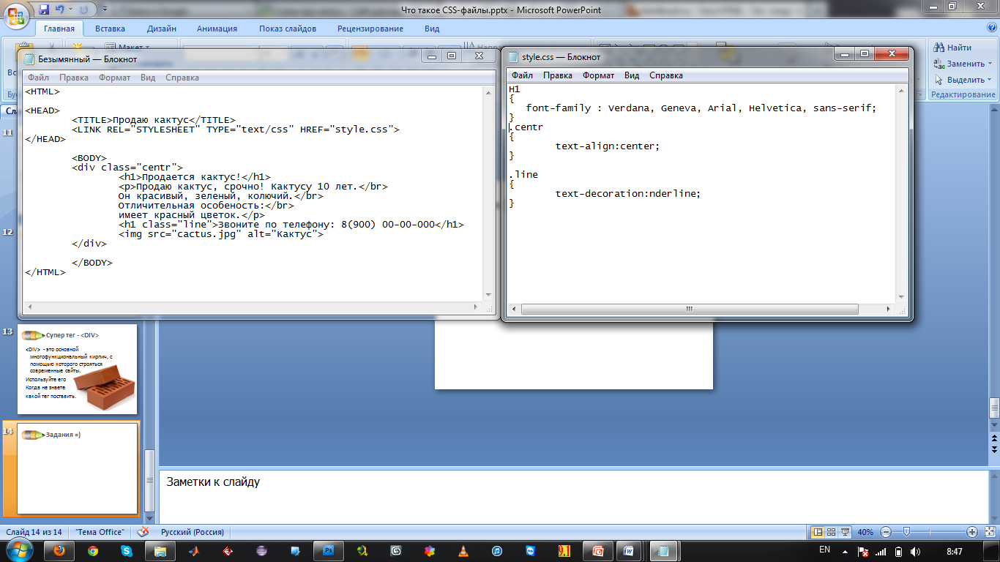 Что такое CSS-файлы.pptx - Microsoft PowerPoint
Главная Вставка Дизайн Анимация Показ слайдов Рецензирование Вид
Найти
Заменить
Выделить
Редактирование
Безымянный — Блокнот
Файл Правка Формат Вид Справка
<HTML>
<HEAD>
<TITLE>Продаю кактус</TITLE>
<LINK REL="STYLESHEET" TYPE="text/css" HREF="style.css">
</HEAD>
<BODY>
<div class="centr">
<h1>Продается кактус!</h1>
<p>Продаю кактус, срочно! Кактусу 10 лет.</br>
Он красивый, зеленый, колючий.</br>
Отличительная особеность:</br>
имеет красный цветок.</p>
<h1 class="line">Звоните по телефону: 8(900) 00-00-000</h1>
<img src="cactus.jpg" alt="Кактус">
</div>
</BODY>
</HTML>
style.css — Блокнот
Файл Правка Формат Вид Справка
H1
{
font-family : Verdana, Geneva, Arial, Helvetica, sans-serif;
}
.centr
{
text-align:center;
}
.line
{
text-decoration:nderline;
}
11
12
13
Супер тег - <DIV>
<DIV> - это основной
многофункциональный кирпич, с
помощью которого строяться
современные сайты.
Используйте его
Когда не знаете
какой тег поставить.
14
Задания =)
Заметки к слайду
Слайд 14 из 14 "Тема Office" Русский (Россия) 40%
EN 8:47